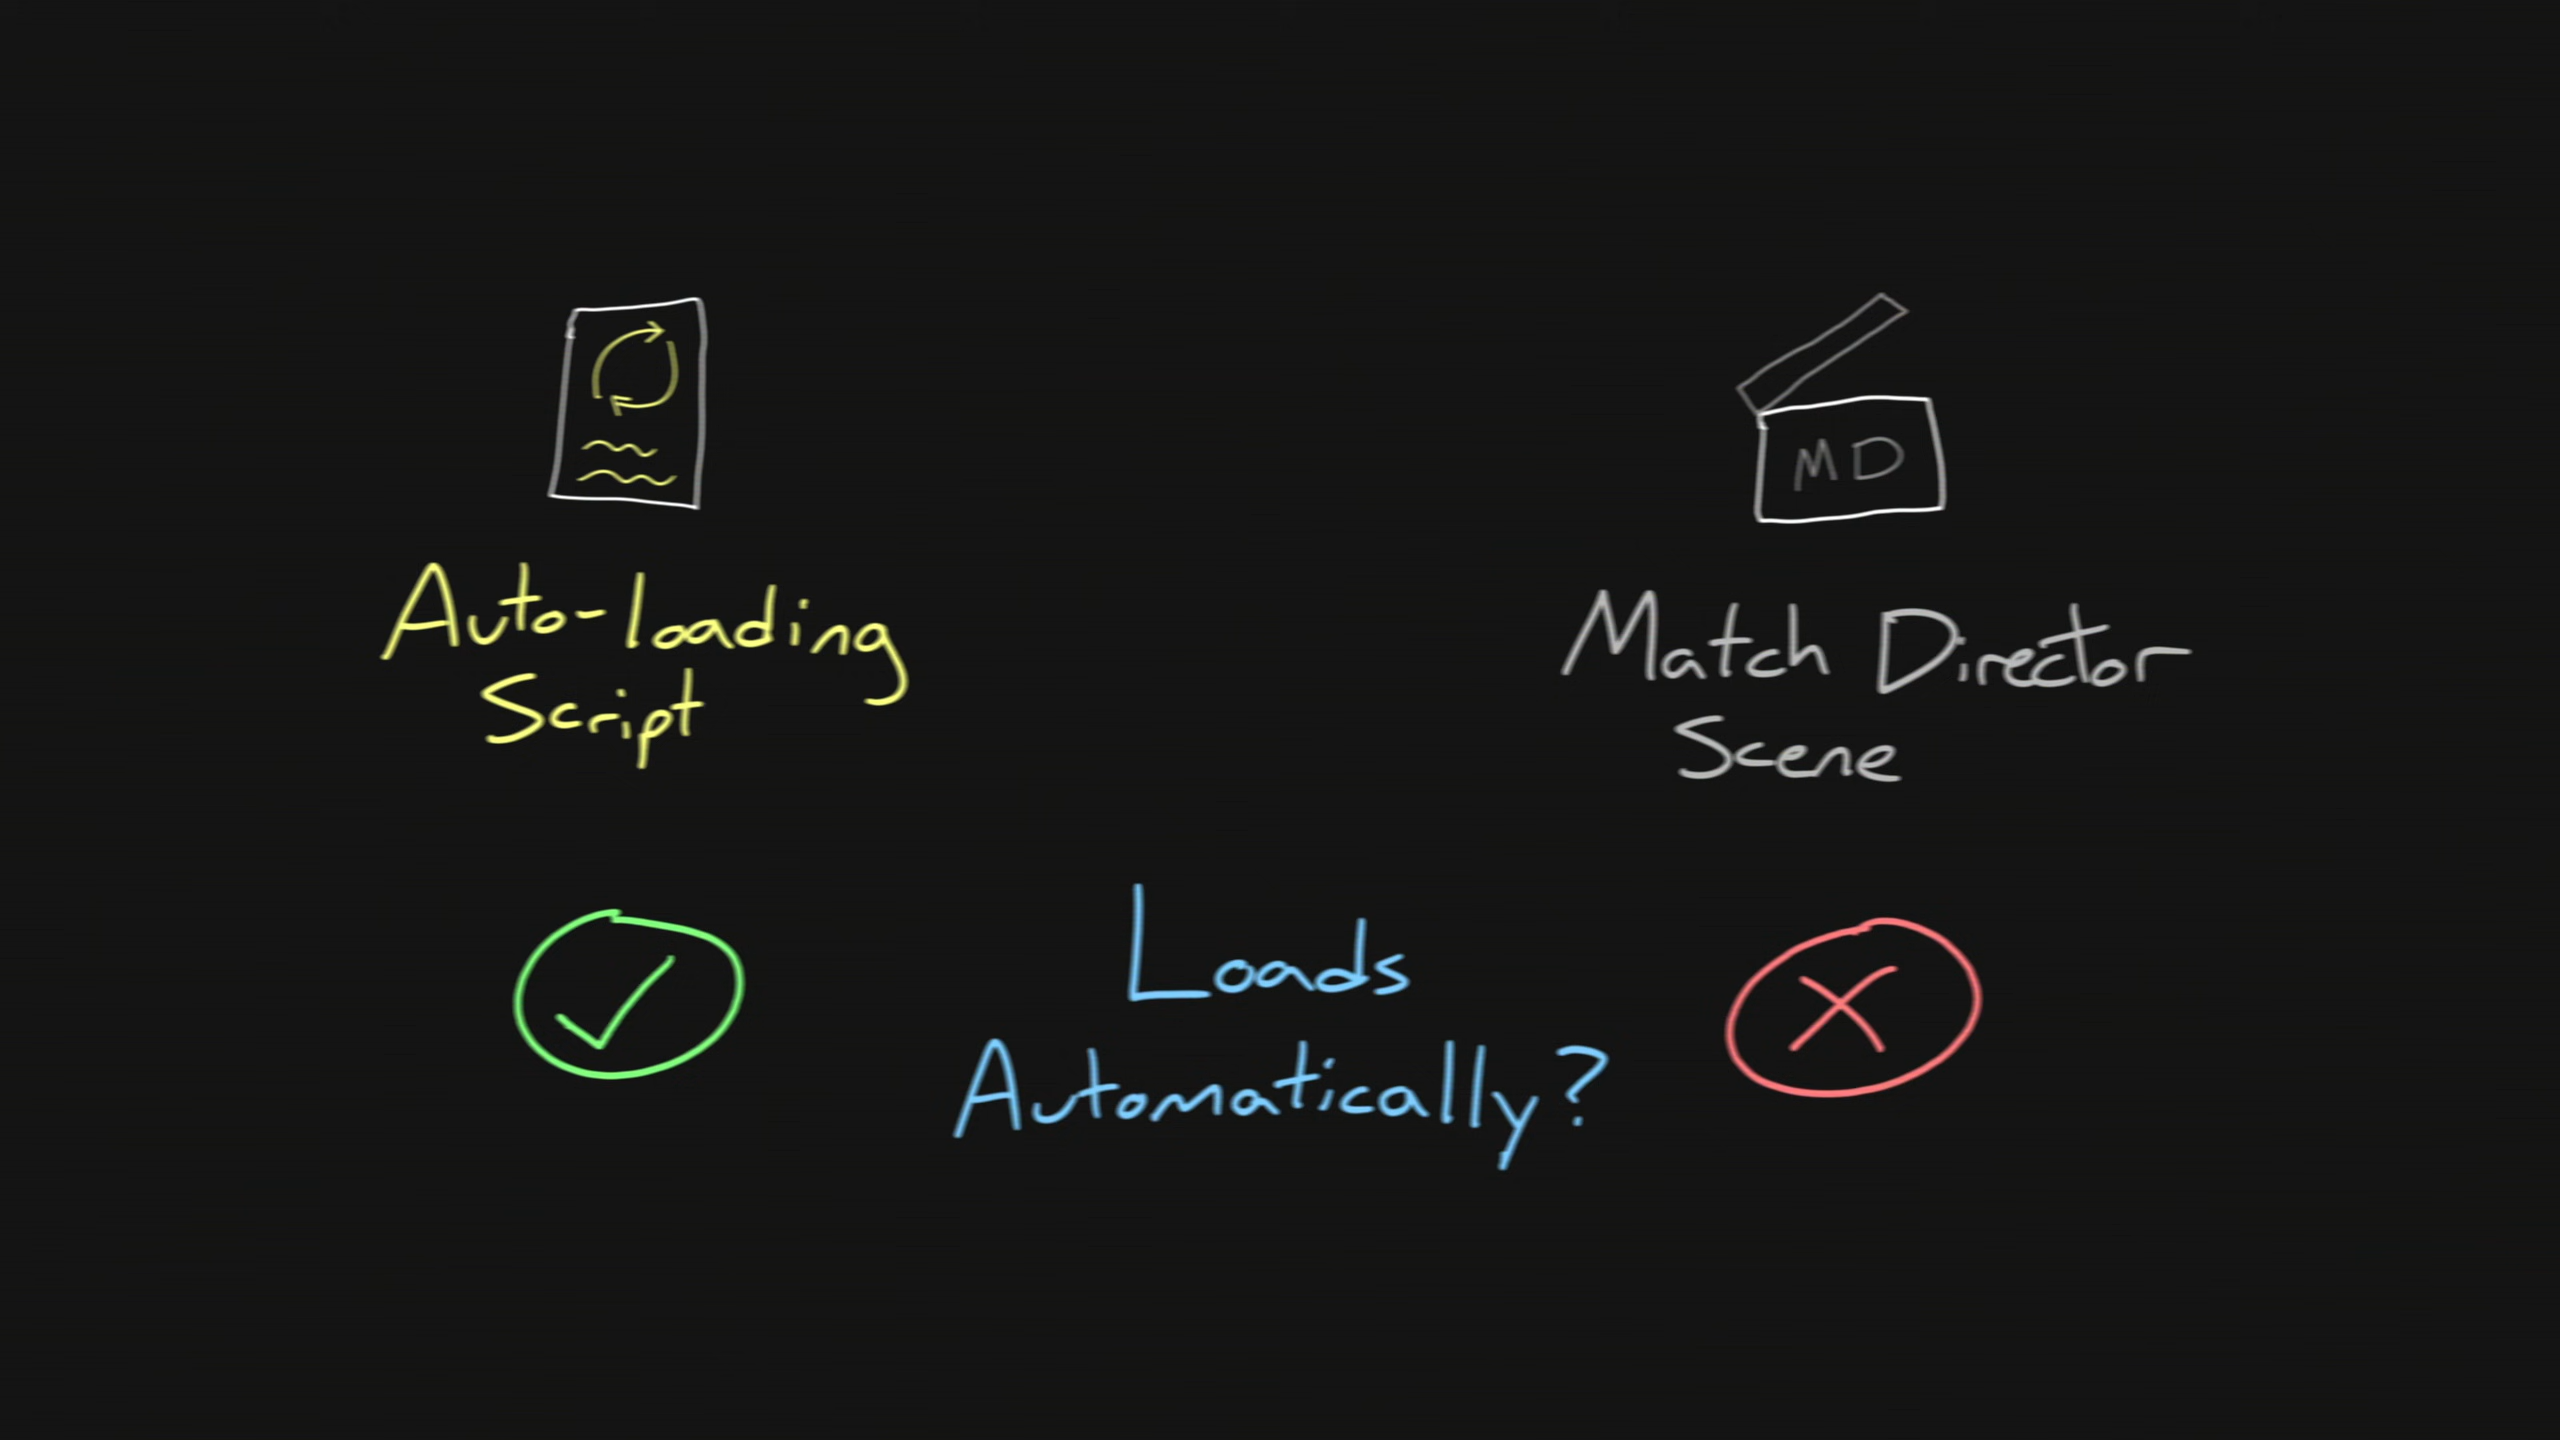 MD
Auto-loading
Script
Match Director
Scene
Loads
Automatically?